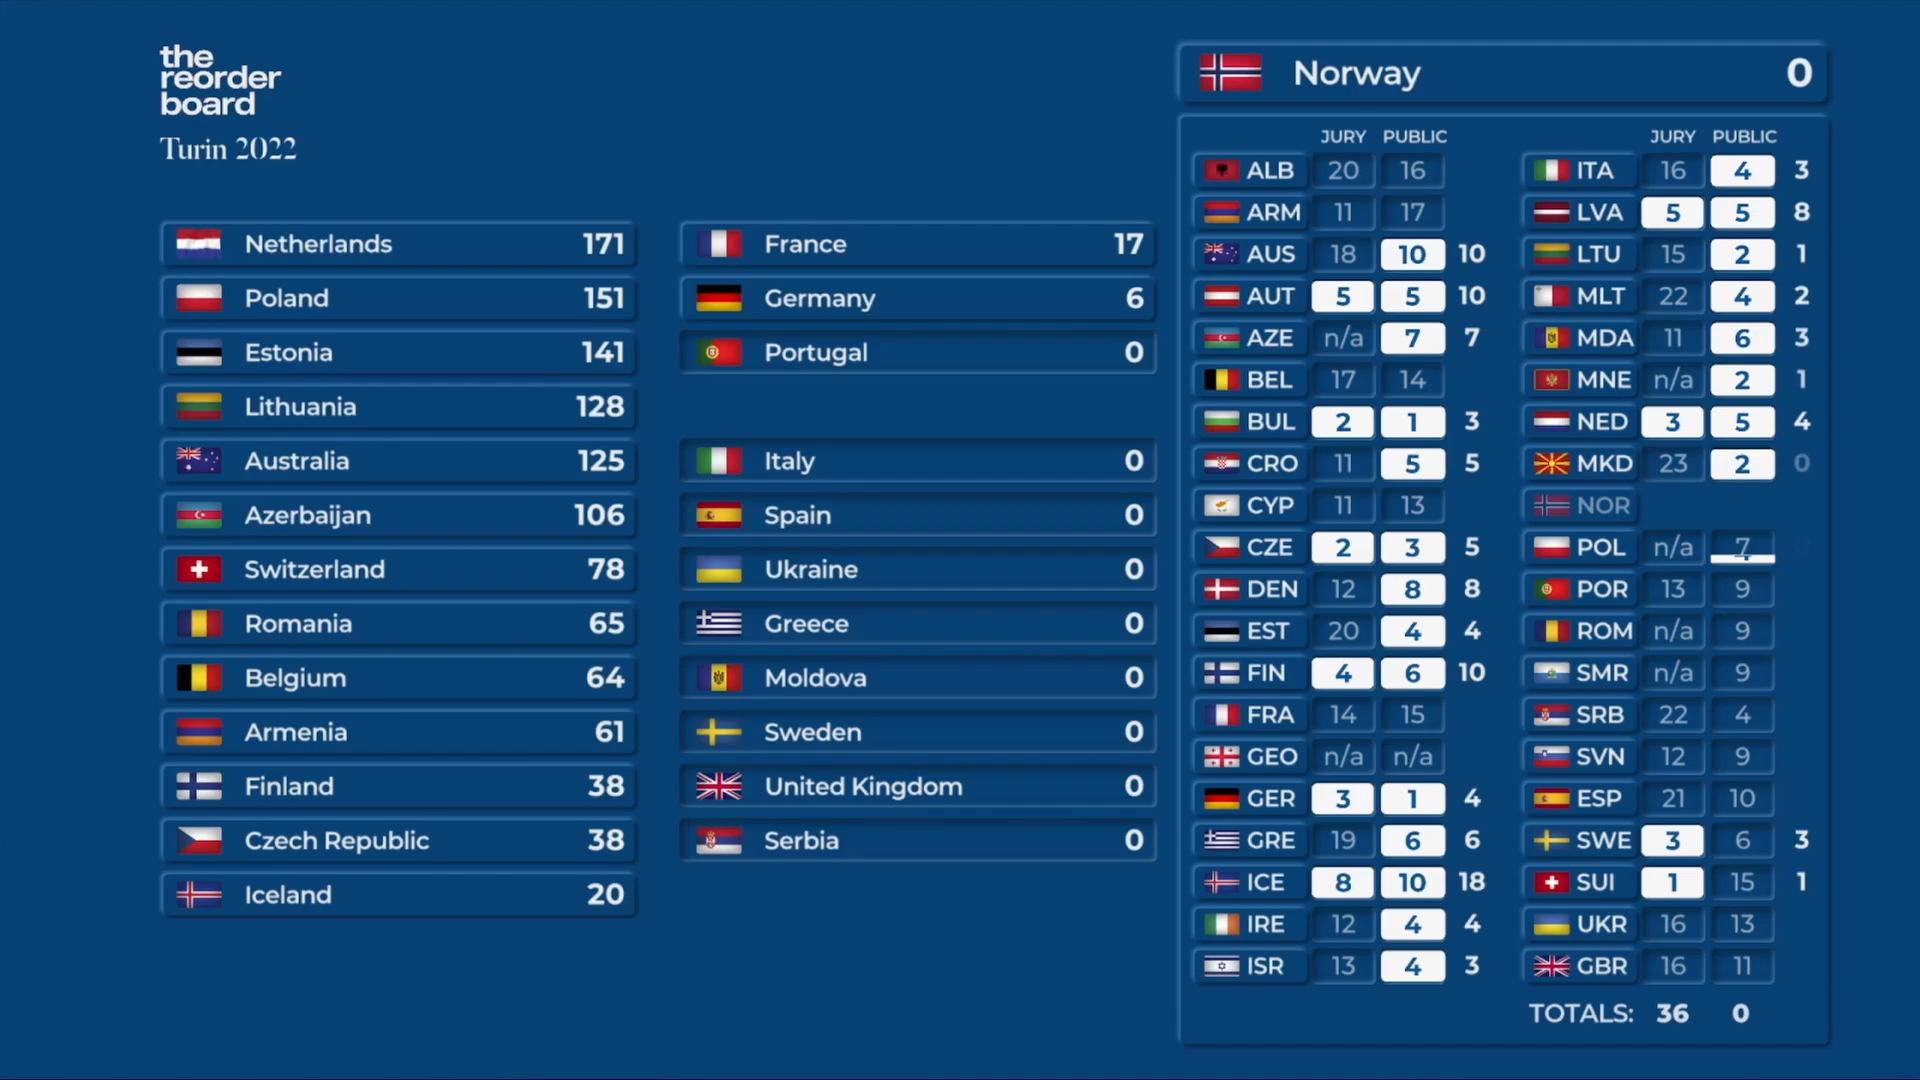 the
reorder
board
Turin 2022
Netherlands 171
Poland 151
Estonia 141
Lithuania 128
Australia 125
Azerbaijan 106
Switzerland 78
Romania 65
Belgium 64
Armenia 61
Finland 38
Czech Republic 38
Iceland 20
France 17
Germany 6
Portugal 0
Italy 0
Spain 0
Ukraine 0
Greece 0
Moldova 0
Sweden 0
United Kingdom 0
Serbia 0
Norway 0
JURY PUBLIC
ALB 20 16
ARM 11 17
AUS 18 10 10
AUT 5 5 10
AZE n/a 7 7
BEL 17 14
BUL 2 1 3
CRO 11 5 5
CYP 11 13
CZE 2 3 5
DEN 12 8 8
EST 20 4 4
FIN 4 6 10
FRA 14 15
GEO n/a n/a
GER 3 1 4
GRE 19 6 6
ICE 8 10 18
IRE 12 4 4
ISR 13 4 3
JURY PUBLIC
ITA 16 4 3
LVA 5 5 8
LTU 15 2 1
MLT 22 4 2
MDA 11 6 3
MNE n/a 2 1
NED 3 5 4
MKD 23 2 0
NOR
POL n/a 7
POR 13 9
ROM n/a 9
SMR n/a 9
SRB 22 4
SVN 12 9
ESP 21 10
SWE 3 6 3
SUI 1 15 1
UKR 16 13
GBR 16 11
TOTALS: 36 0